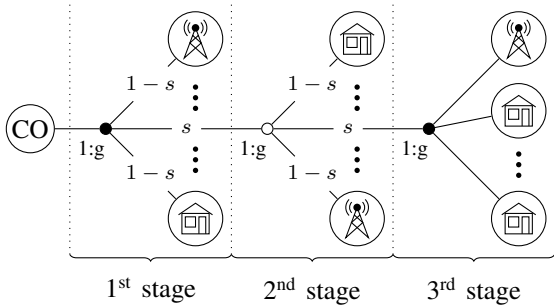 1 − s 1 − s
CO s s
1:g 1:g 1:g
1 − s 1 − s
1st stage 2nd stage 3rd stage